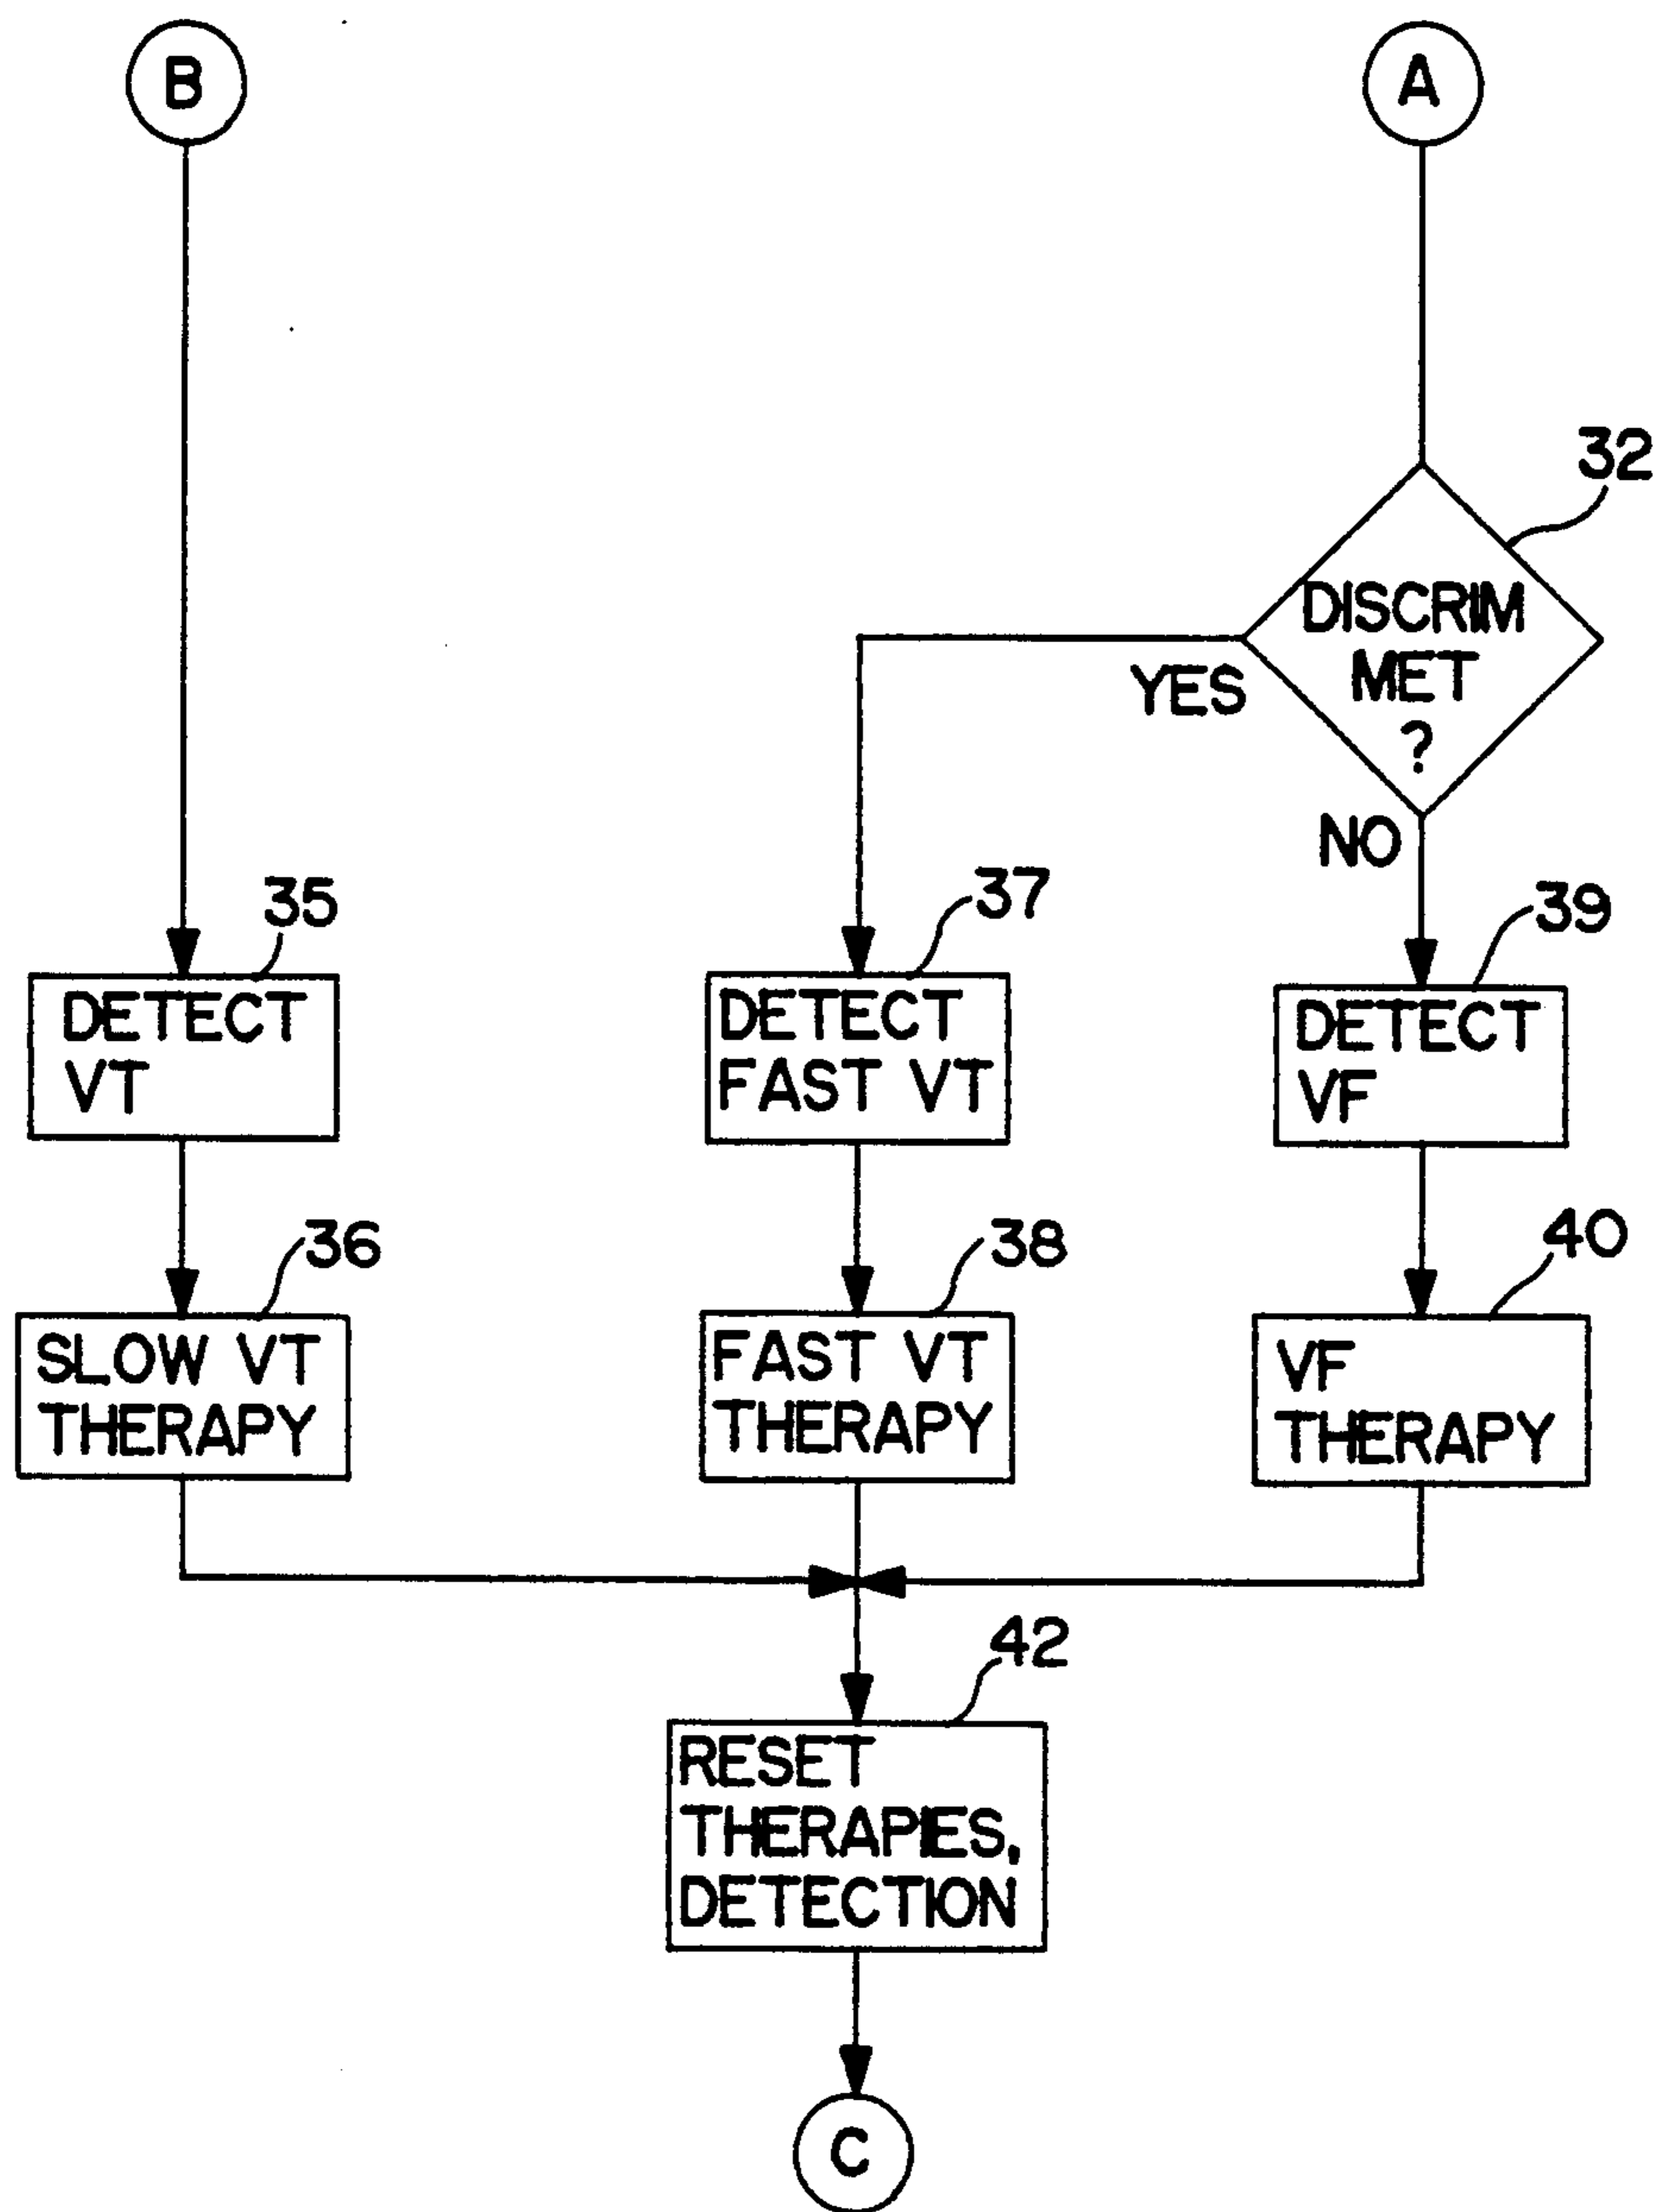 B
A
32
DISCRIM
MET
?
YES
NO
35
37
39
DETECT
VT
DETECT
FAST VT
DETECT
VF
36
38
40
SLOW VT
THERAPY
FAST VT
THERAPY
VF
THERAPY
42
RESET
THERAPIES,
DETECTION
C